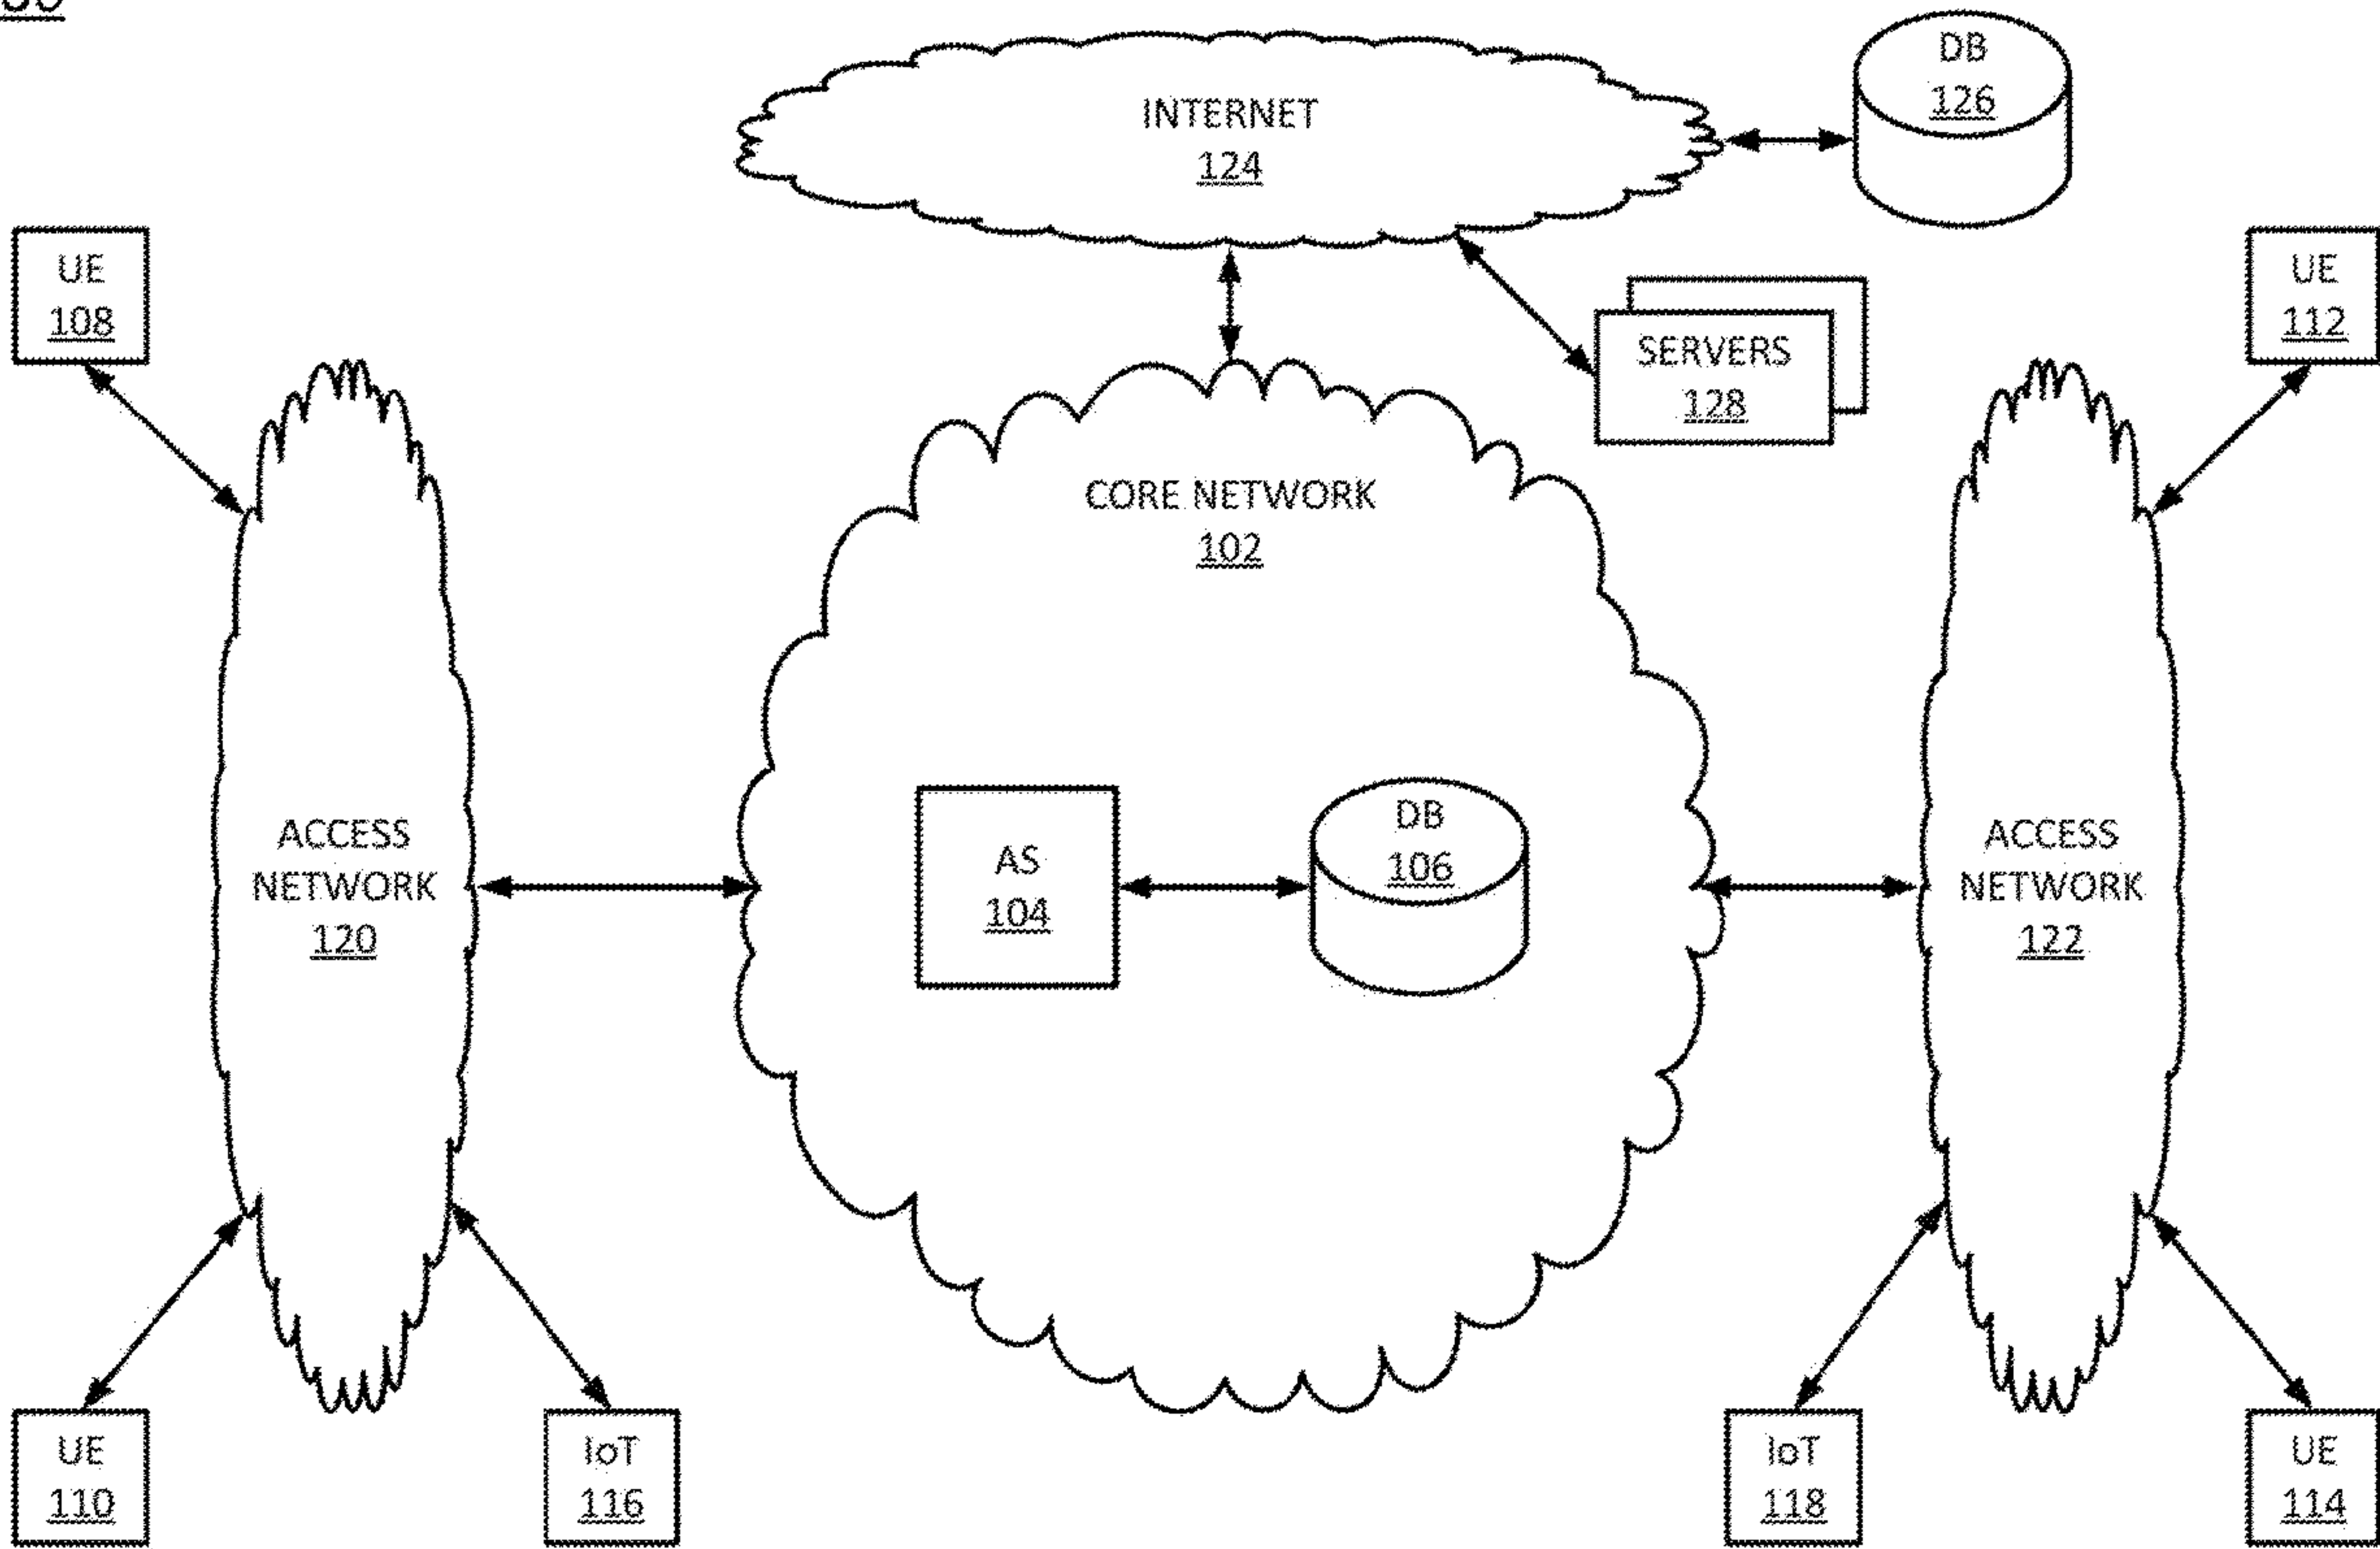 DB
126
INTERNET
124
UE
108
UE
112
SERVERS
128
CORE NETWORK
102
ACCESS
NETWORK
120
AS
104
DB
106
ACCESS
NETWORK
122
UE
110
IoT
116
IoT
118
UE
114